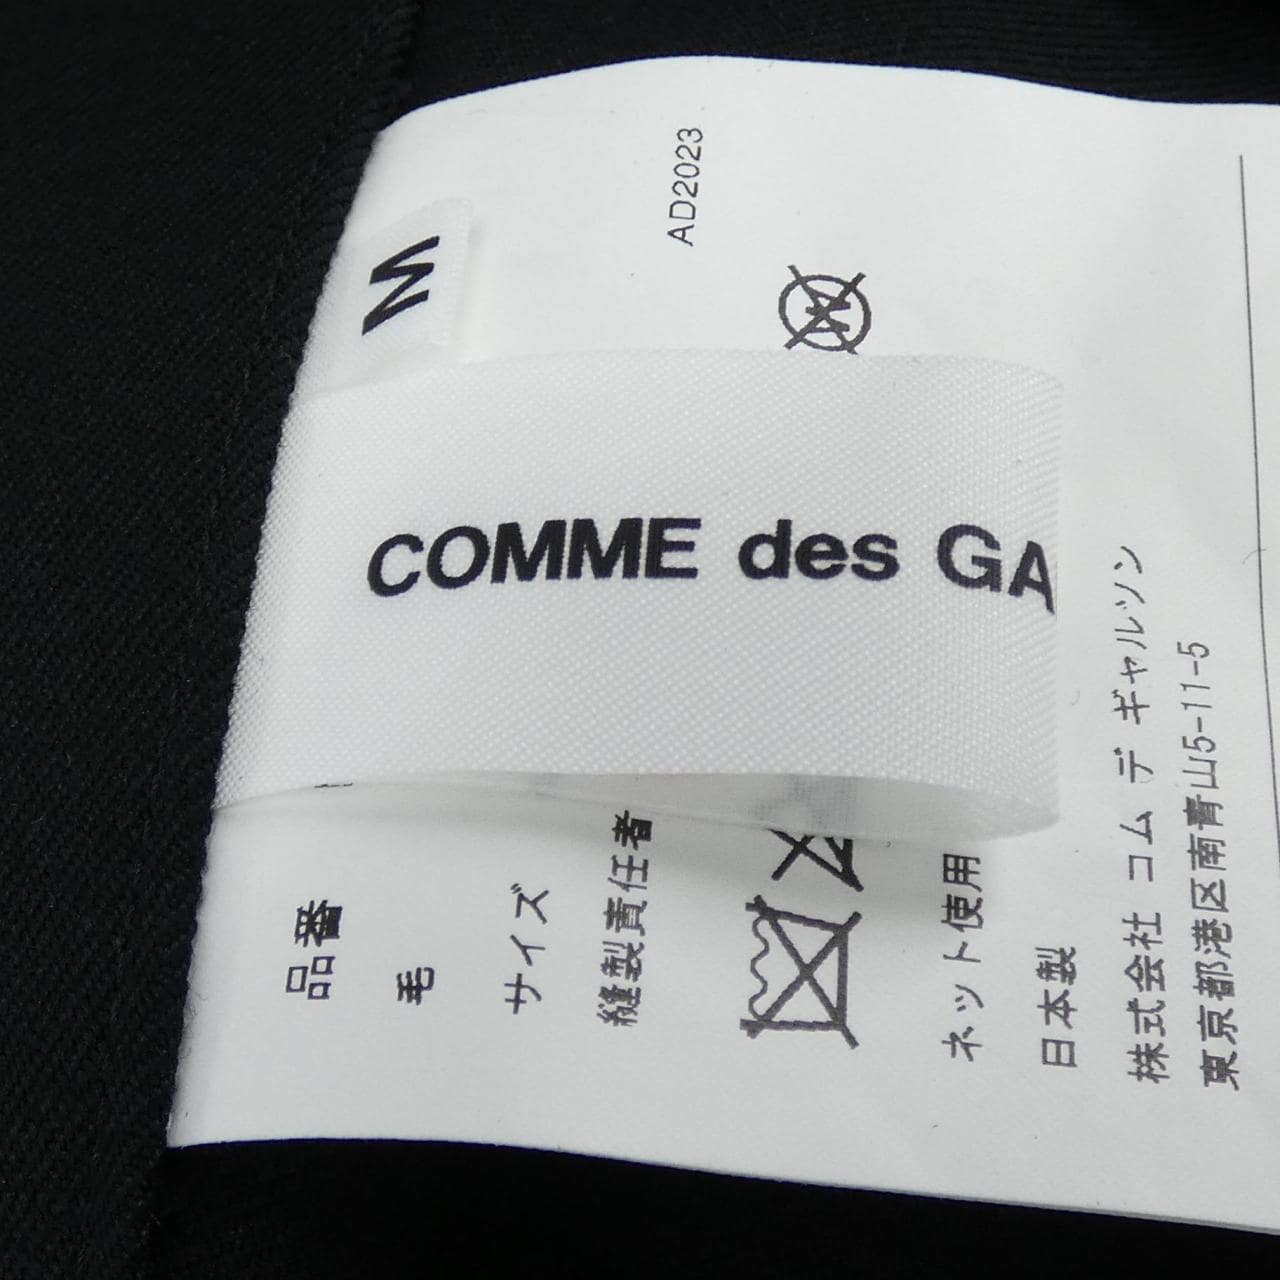 M
COMME des GA
AD2023
品番
毛
サイズ
縫製責任者
ネット使用
日本製
株式会社 コム デ ギャルソン
東京都港区南青山5-11-5